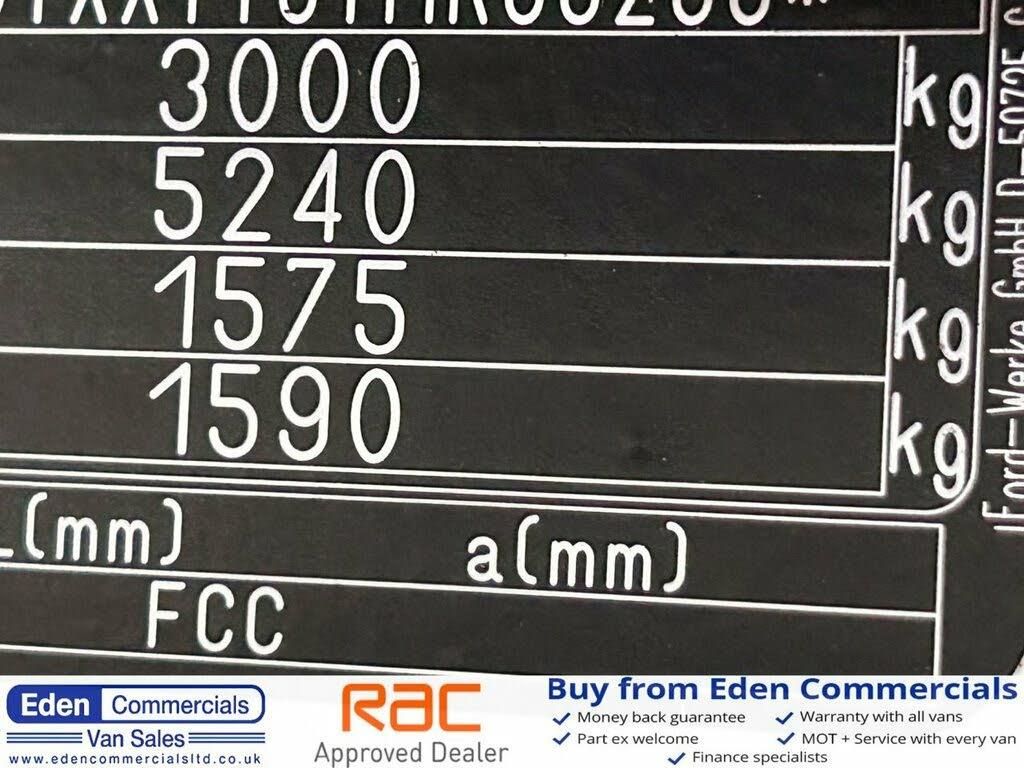 3000 kg
5240 kg
1575 kg
1590 kg
(mm) a(mm)
FCC
Ford-Werke GmbH D-50725
Eden Commercials
Van Sales
www.edencommercialsltd.co.uk
RAC
Approved Dealer
Buy from Eden Commercials
Money back guarantee
Warranty with all vans
Part ex welcome
MOT + Service with every van
Finance specialists